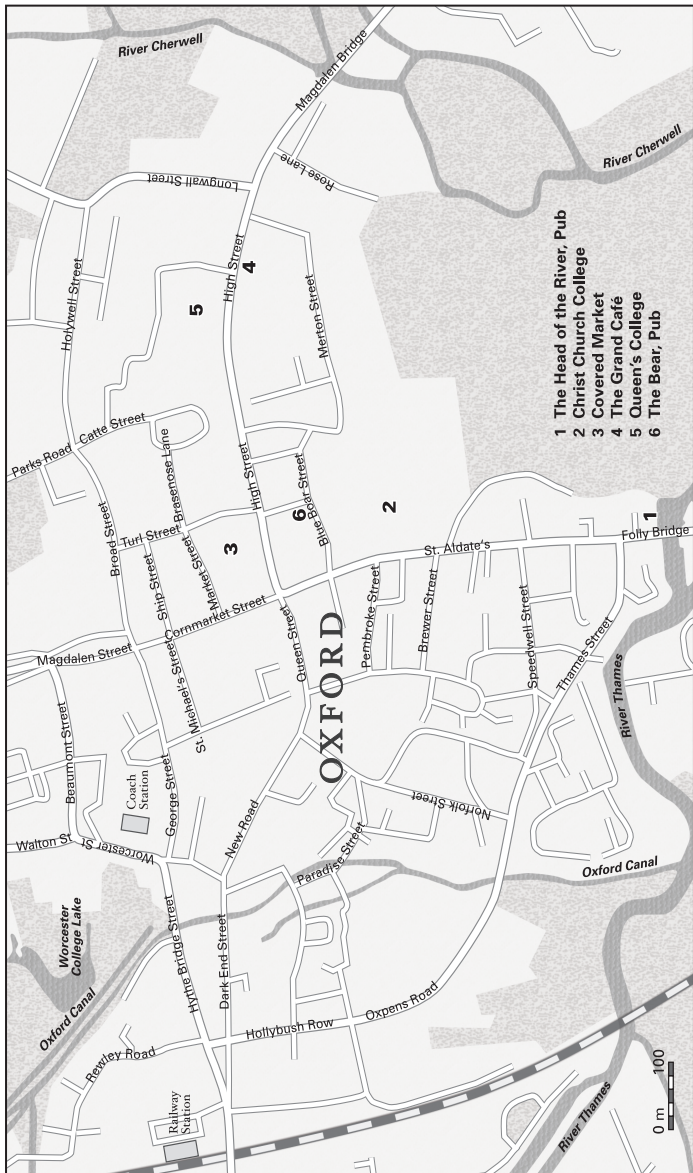 River Cherwell
Magdalen Bridge
Longwall Street
Rose Lane
River Cherwell
Holywell Street
High Street
4
5
Merton Street
Parks Road
Catte Street
Brasenose Lane
High Street
Broad Street
Turl Street
Ship Street
Market Street
3
6
Blue Boar Street
2
St. Aldate's
Folly Bridge
1
Magdalen Street
Cornmarket Street
St. Michael's Street
Queen Street
OXFORD
Pembroke Street
Brewer Street
Speedwell Street
Thames Street
River Thames
Beaumont Street
Coach
Station
George Street
Walton St.
Worcester St
New Road
Norfolk Street
Paradise Street
Oxford Canal
Worcester
College Lake
Oxford Canal
Hythe Bridge Street
Dark End Street
Rewley Road
Hollybush Row
Oxpens Road
Railway
Station
River Thames
0 m 100
1 The Head of the River, Pub
2 Christ Church College
3 Covered Market
4 The Grand Café
5 Queen's College
6 The Bear, Pub